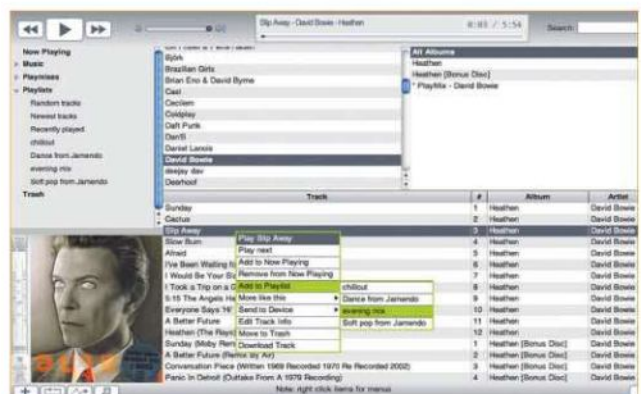 Slip Away - David Bowie - Heathen
0:03 / 5:54
Search:
Now Playing
Music
Playmixes
Playlists
Random tracks
Newest tracks
Recently played
chillout
Dance from Jamendo
evening mix
Soft pop from Jamendo
Trash
Björk
Brazilian Girls
Brian Eno & David Byrne
Cast
Ceciiem
Coldplay
Daft Punk
Dan'B
Daniel Lanois
David Bowie
deejay dav
Deerhoof
All Albums
Heathen
Heathen [Bonus Disc]
* PlayMix - David Bowie
Track # Album Artist
Sunday 1 Heathen David Bowie
Cactus 2 Heathen David Bowie
Slip Away 3 Heathen David Bowie
Slow Burn 4 Heathen David Bowie
Afraid 5 Heathen David Bowie
I've Been Waiting fo 6 Heathen David Bowie
I Would Be Your Sl 7 Heathen David Bowie
I Took a Trip on a G 8 Heathen David Bowie
5:15 The Angels Ha 9 Heathen David Bowie
Everyone Says 'Hi' 10 Heathen David Bowie
A Better Future 11 Heathen David Bowie
Heathen (The Rays) 12 Heathen David Bowie
Sunday (Moby Rem 1 Heathen [Bonus Disc] David Bowie
A Better Future (Remix by Air) 2 Heathen [Bonus Disc] David Bowie
Conversation Piece (Written 1969 Recorded 1970 Re Recorded 2002) 3 Heathen [Bonus Disc] David Bowie
Panic In Detroit (Outtake From A 1979 Recording) 4 Heathen [Bonus Disc] David Bowie
Play Slip Away
Play next
Add to Now Playing
Remove from Now Playing
Add to Playlist
More like this
Send to Device
Edit Track Info
Move to Trash
Download Track
chillout
Dance from Jamendo
evening mix
Soft pop from Jamendo
Note: right click items for menus